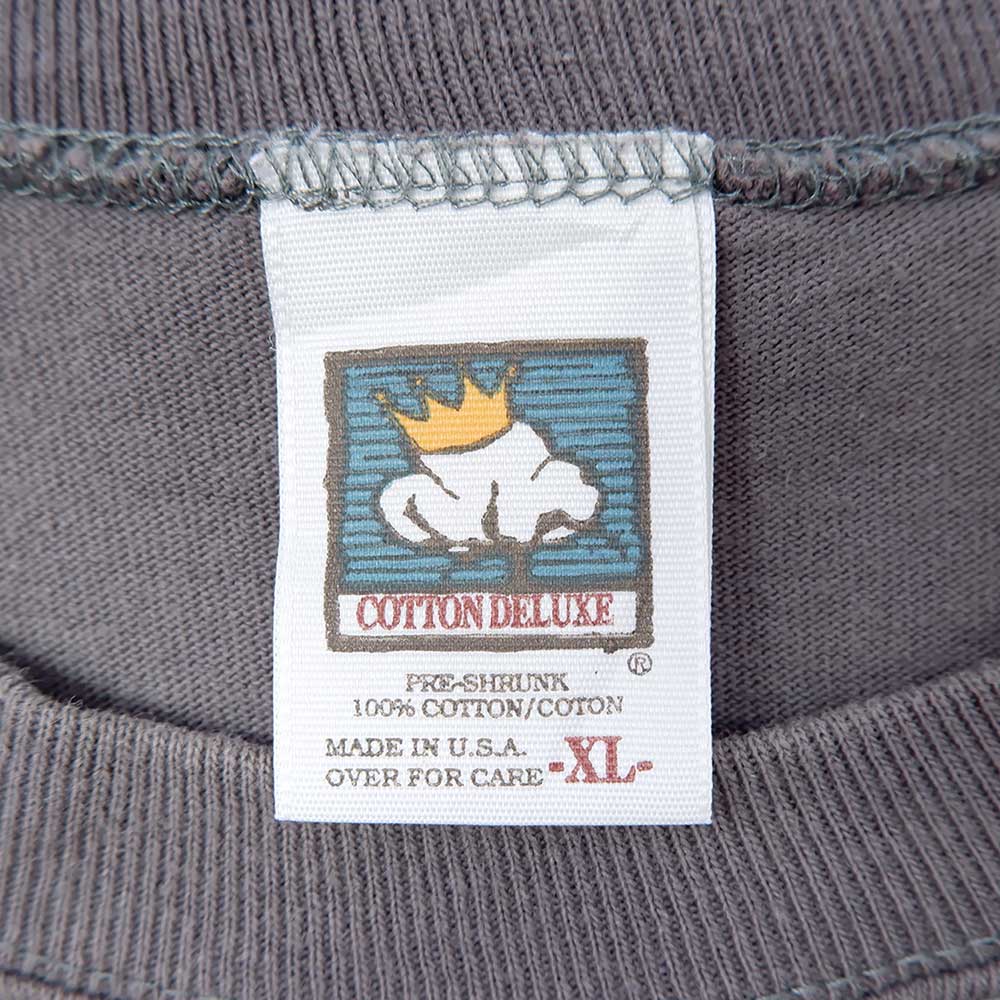 COTTON DELUXE
®
PRE-SHRUNK
100% COTTON/COTON
MADE IN U.S.A.
OVER FOR CARE -XL-